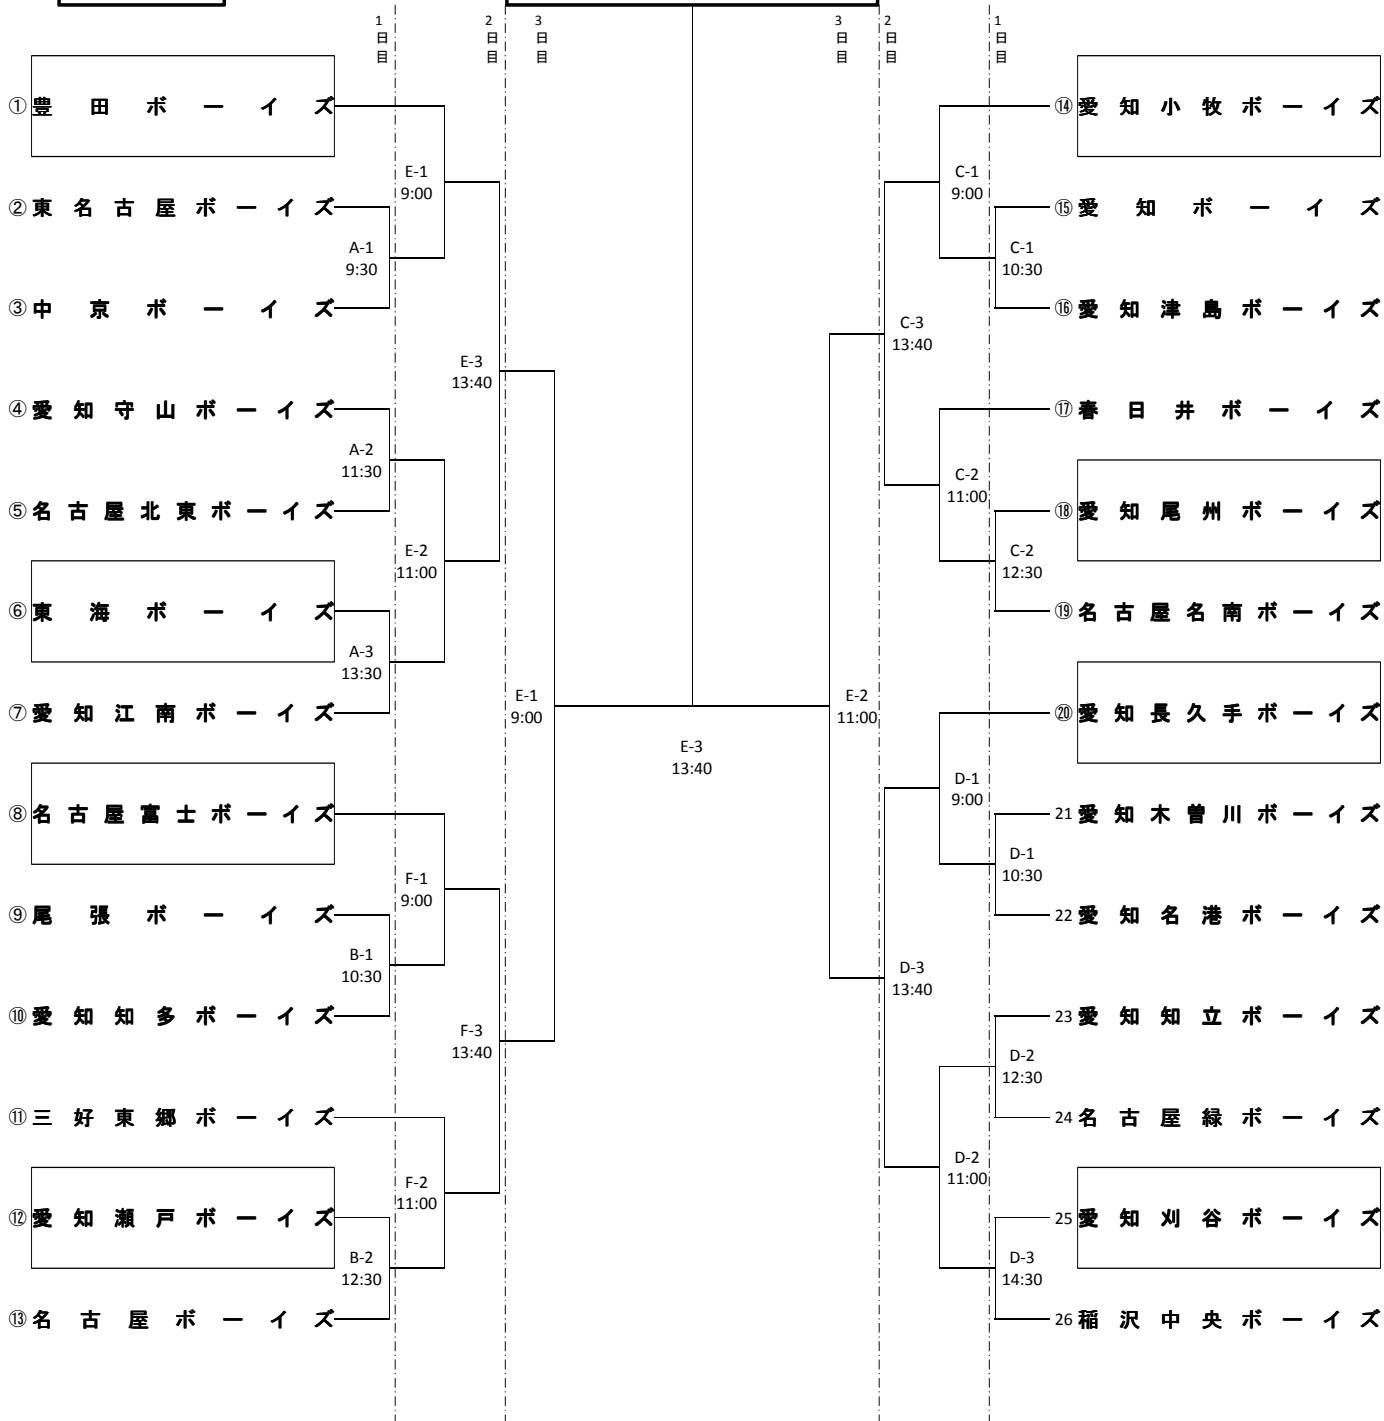 1日目
2日目
3日目
3日目
2日目
1日目
①豊田ボーイズ
②東名古屋ボーイズ
③中京ボーイズ
④愛知守山ボーイズ
⑤名古屋北東ボーイズ
⑥東海ボーイズ
⑦愛知江南ボーイズ
⑧名古屋富士ボーイズ
⑨尾張ボーイズ
⑩愛知知多ボーイズ
⑪三好東郷ボーイズ
⑫愛知瀬戸ボーイズ
⑬名古屋ボーイズ
A-1
9:30
A-2
11:30
A-3
13:30
B-1
10:30
B-2
12:30
E-1
9:00
E-2
11:00
F-1
9:00
F-2
11:00
E-3
13:40
F-3
13:40
E-1
9:00
E-3
13:40
E-2
11:00
C-3
13:40
D-3
13:40
C-1
9:00
C-2
11:00
D-1
9:00
D-2
11:00
C-1
10:30
C-2
12:30
D-1
10:30
D-2
12:30
D-3
14:30
⑭愛知小牧ボーイズ
⑮愛知ボーイズ
⑯愛知津島ボーイズ
⑰春日井ボーイズ
⑱愛知尾州ボーイズ
⑲名古屋名南ボーイズ
⑳愛知長久手ボーイズ
21愛知木曽川ボーイズ
22愛知名港ボーイズ
23愛知知立ボーイズ
24名古屋緑ボーイズ
25愛知刈谷ボーイズ
26稲沢中央ボーイズ